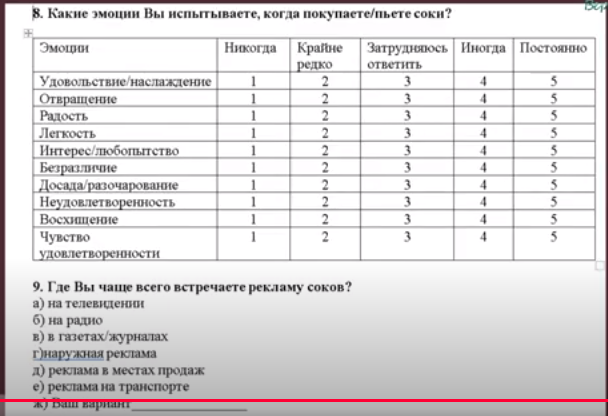 8. Какие эмоции Вы испытываете, когда покупаете/пьете соки?
Эмоции Никогда Крайне редко Затрудняюсь ответить Иногда Постоянно
Удовольствие/наслаждение 1 2 3 4 5
Отвращение 1 2 3 4 5
Радость 1 2 3 4 5
Легкость 1 2 3 4 5
Интерес/любопытство 1 2 3 4 5
Безразличие 1 2 3 4 5
Досада/разочарование 1 2 3 4 5
Неудовлетворенность 1 2 3 4 5
Восхищение 1 2 3 4 5
Чувство удовлетворенности 1 2 3 4 5
9. Где Вы чаще всего встречаете рекламу соков?
а) на телевидении
б) на радио
в) в газетах/журналах
г)наружная реклама
д) реклама в местах продаж
е) реклама на транспорте
ж) Ваш вариант